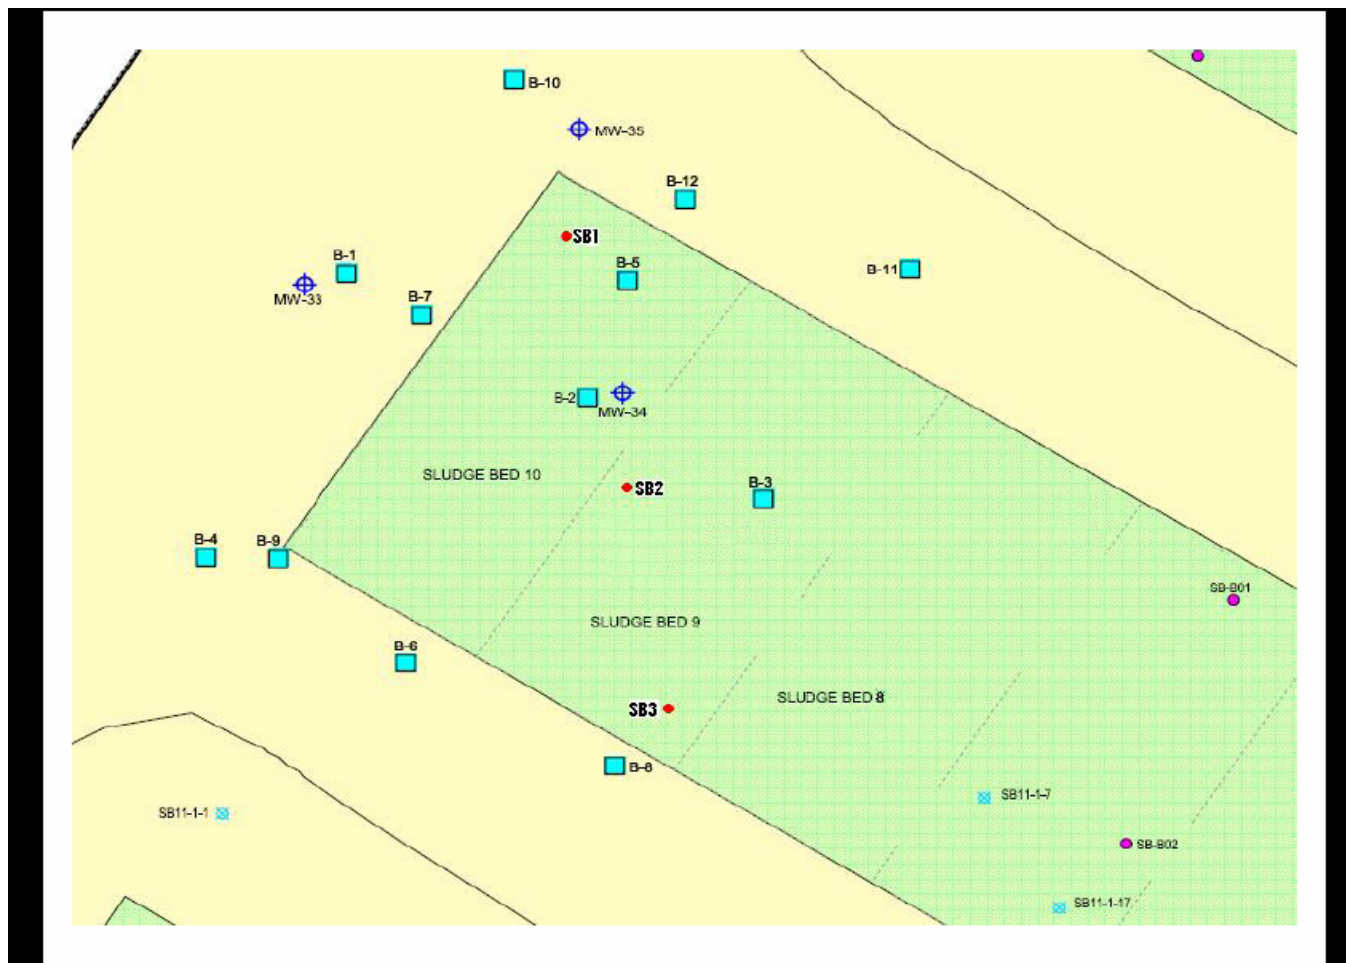 B-10
MW-35
B-12
SB1
B-1
B-5
B-11
MW-33
B-7
B-2
MW-34
SLUDGE BED 10
SB2
B-3
B-4
B-9
SB-B01
SLUDGE BED 9
B-6
SLUDGE BED 8
SB3
B-8
SB11-1-7
SB11-1-1
SB-B02
SB11-1-17